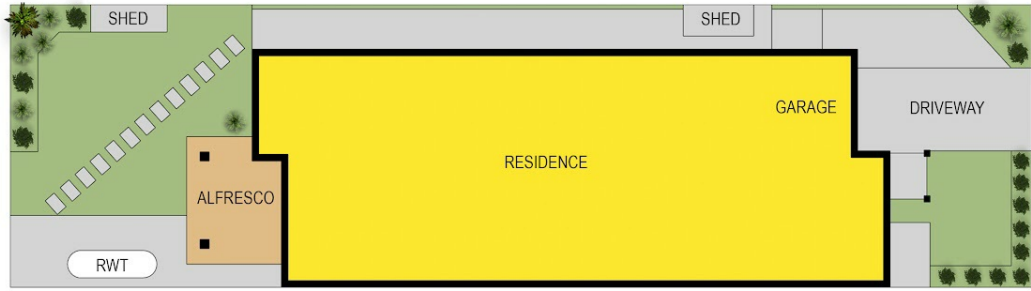 SHED
SHED
GARAGE
DRIVEWAY
RESIDENCE
ALFRESCO
RWT